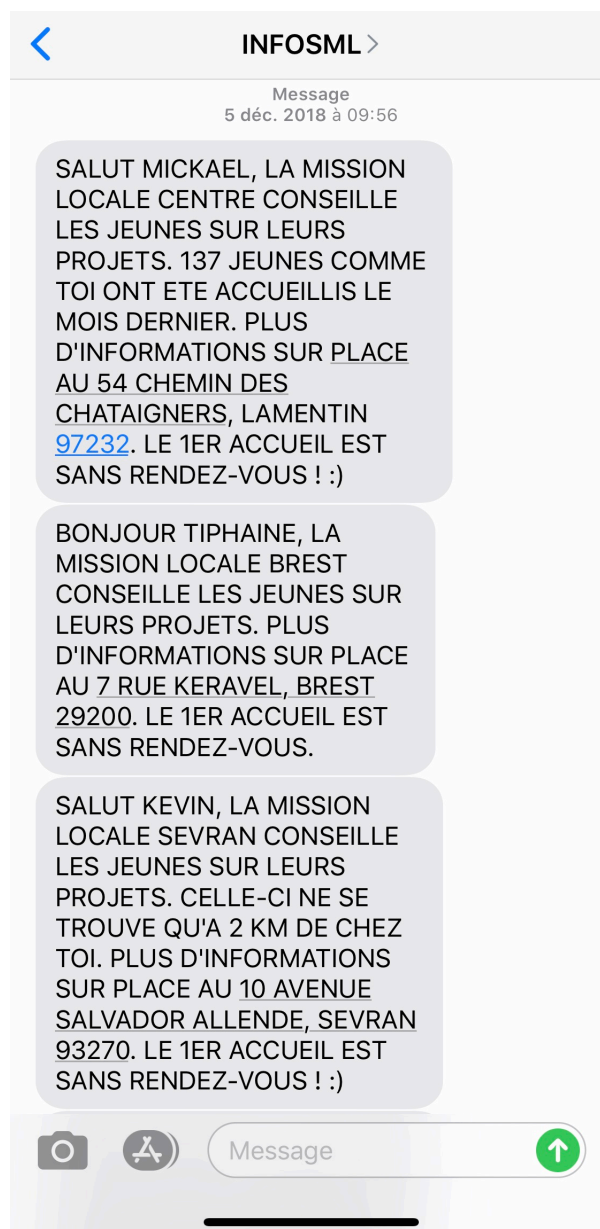 INFOSML
Message
5 déc. 2018 à 09:56
SALUT MICKAEL, LA MISSION
LOCALE CENTRE CONSEILLE
LES JEUNES SUR LEURS
PROJETS. 137 JEUNES COMME
TOI ONT ETE ACCUEILLIS LE
MOIS DERNIER. PLUS
D'INFORMATIONS SUR PLACE
AU 54 CHEMIN DES
CHATAIGNERS, LAMENTIN
97232. LE 1ER ACCUEIL EST
SANS RENDEZ-VOUS ! :)
BONJOUR TIPHAINE, LA
MISSION LOCALE BREST
CONSEILLE LES JEUNES SUR
LEURS PROJETS. PLUS
D'INFORMATIONS SUR PLACE
AU 7 RUE KERAVEL, BREST
29200. LE 1ER ACCUEIL EST
SANS RENDEZ-VOUS.
SALUT KEVIN, LA MISSION
LOCALE SEVRAN CONSEILLE
LES JEUNES SUR LEURS
PROJETS. CELLE-CI NE SE
TROUVE QU'A 2 KM DE CHEZ
TOI. PLUS D'INFORMATIONS
SUR PLACE AU 10 AVENUE
SALVADOR ALLENDE, SEVRAN
93270. LE 1ER ACCUEIL EST
SANS RENDEZ-VOUS ! :)
Message